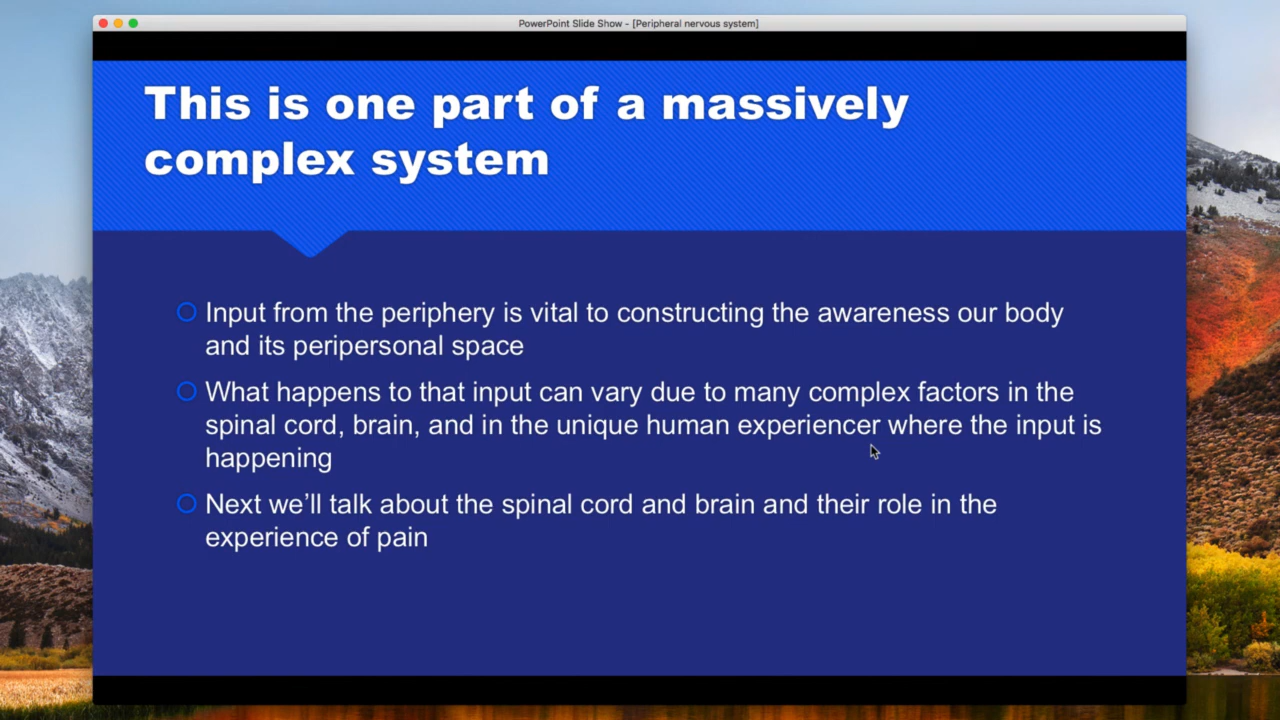 PowerPoint Slide Show - [Peripheral nervous system]
This is one part of a massively
complex system
Input from the periphery is vital to constructing the awareness our body
and its peripersonal space
What happens to that input can vary due to many complex factors in the
spinal cord, brain, and in the unique human experiencer where the input is
happening
Next we’ll talk about the spinal cord and brain and their role in the
experience of pain